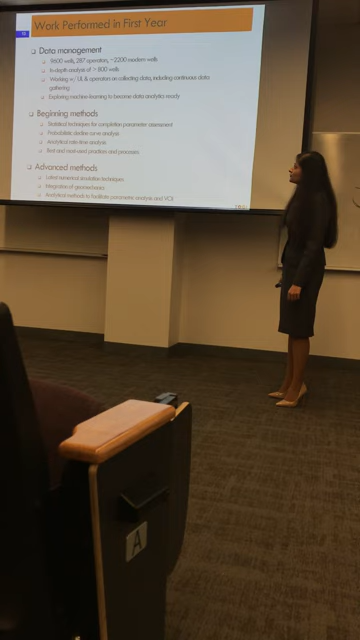 Work Performed in First Year
Data management
9600 wells, 287 operators, ~2200 modern wells
In-depth analysis of > 800 wells
Working w/ UL & operators on collecting data, including continuous data
gathering
Exploring machine learning to become data analytics-ready
Beginning methods
Statistical techniques for completion parameter assessment
Probabilistic decline curve analysis
Analytical rate-time analysis
Best and most-used practices and processes
Advanced methods
Latest numerical simulation techniques
Integration of geomechanics
Analytical methods to facilitate parameter analysis and
A